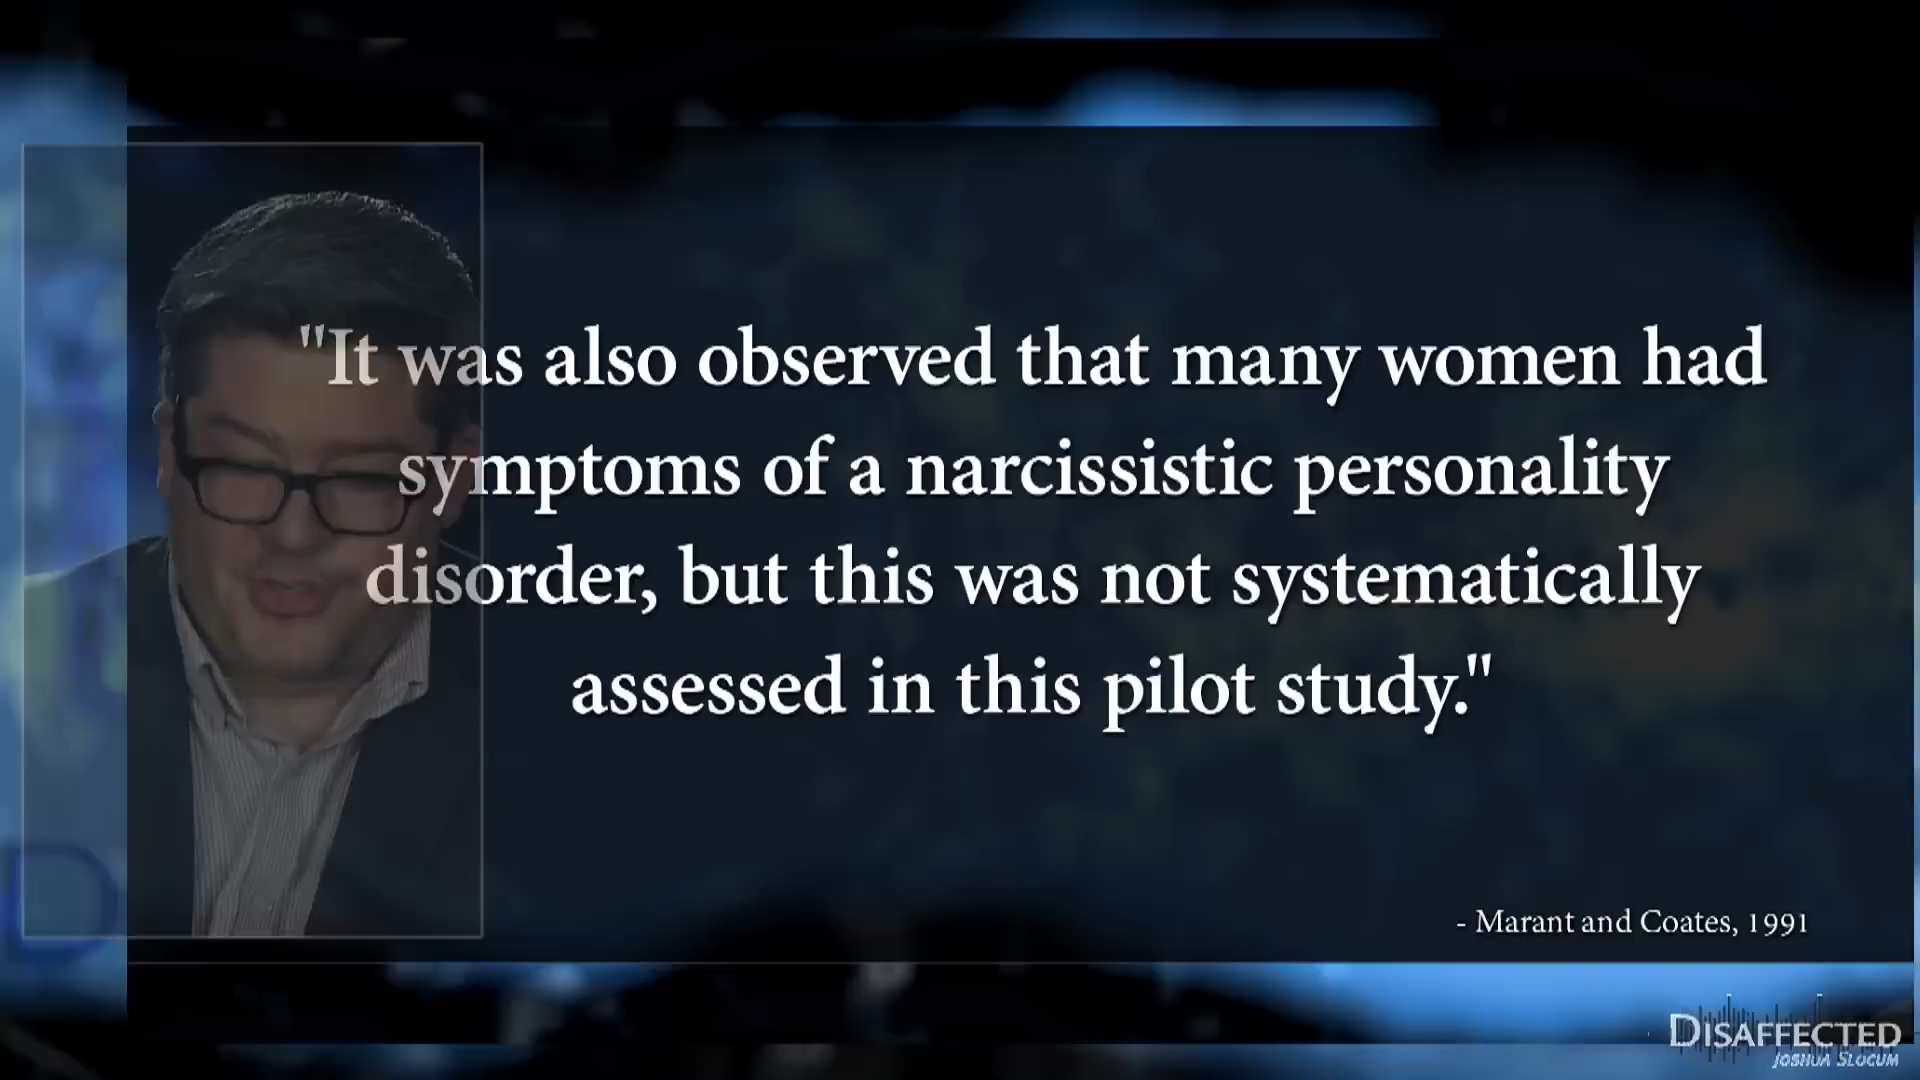 "It was also observed that many women had
symptoms of a narcissistic personality
disorder, but this was not systematically
assessed in this pilot study."
- Marant and Coates, 1991
D
DISAFFECTED
JOSHUA SLOCUM